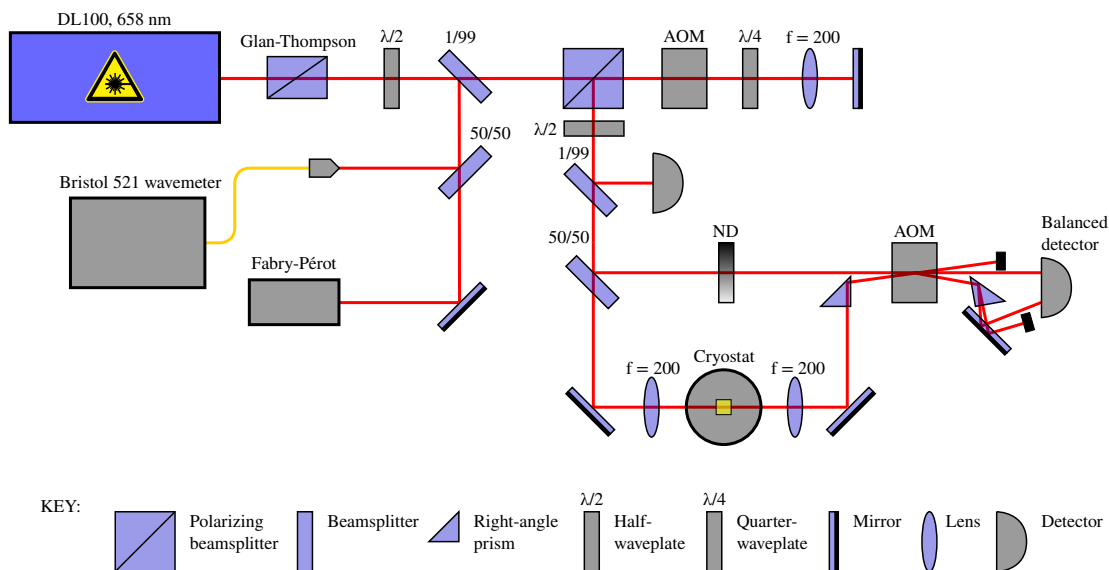 DL100, 658 nm
Glan-Thompson
λ/2
1/99
AOM
λ/4
f = 200
λ/2
50/50
1/99
Bristol 521 wavemeter
50/50
ND
AOM
Balanced
detector
Fabry-Pérot
f = 200
Cryostat
f = 200
KEY:
Polarizing
beamsplitter
Beamsplitter
Right-angle
prism
λ/2
Half-
waveplate
λ/4
Quarter-
waveplate
Mirror
Lens
Detector